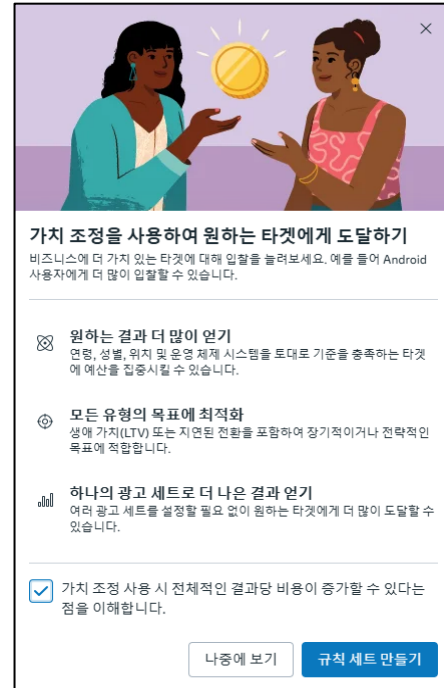 가치 조정을 사용하여 원하는 타겟에게 도달하기
비즈니스에 더 가치 있는 타겟에 대해 입찰을 늘려보세요. 예를 들어 Android
사용자에게 더 많이 입찰할 수 있습니다.
원하는 결과 더 많이 얻기
연령, 성별, 위치 및 운영 체제 시스템을 토대로 기준을 충족하는 타겟
에 예산을 집중시킬 수 있습니다.
모든 유형의 목표에 최적화
생애 가치(LTV) 또는 지연된 전환을 포함하여 장기적이거나 전략적인
목표에 적합합니다.
하나의 광고 세트로 더 나은 결과 얻기
여러 광고 세트를 설정할 필요 없이 원하는 타겟에게 더 많이 도달할 수
있습니다.
가치 조정 사용 시 전체적인 결과당 비용이 증가할 수 있다는
점을 이해합니다.
나중에 보기
규칙 세트 만들기